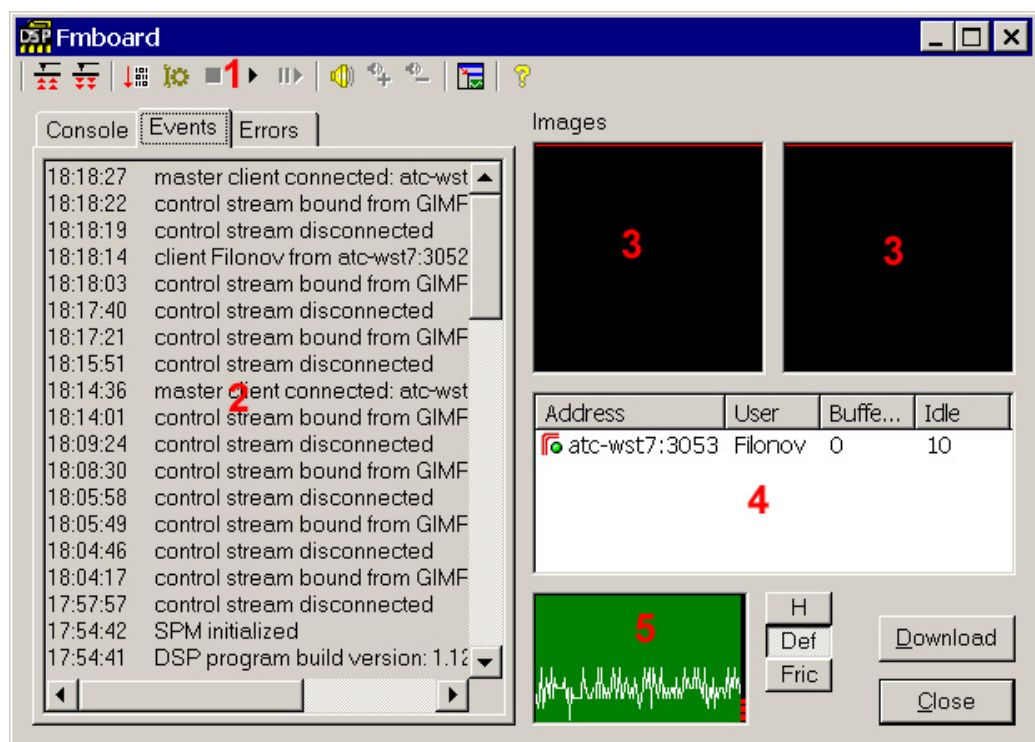 Fmboard
1
Console Events Errors
18:18:27 master client connected: atc-wst
18:18:22 control stream bound from GIMF
18:18:19 control stream disconnected
18:18:14 client Filonov from atc-wst7:3052
18:18:03 control stream bound from GIMF
18:17:40 control stream disconnected
18:17:21 control stream bound from GIMF
18:15:51 control stream disconnected
18:14:36 master client connected: atc-wst
18:14:01 control stream bound from GIMF
18:09:24 control stream disconnected
18:08:30 control stream bound from GIMF
18:05:58 control stream disconnected
18:05:49 control stream bound from GIMF
18:04:46 control stream disconnected
18:04:17 control stream bound from GIMF
17:57:57 control stream disconnected
17:54:42 SPM initialized
17:54:41 DSP program build version: 1.12
2
Images
3 3
Address User Buffe... Idle
atc-wst7:3053 Filonov 0 10
4
5
H
Def
Fric
Download
Close